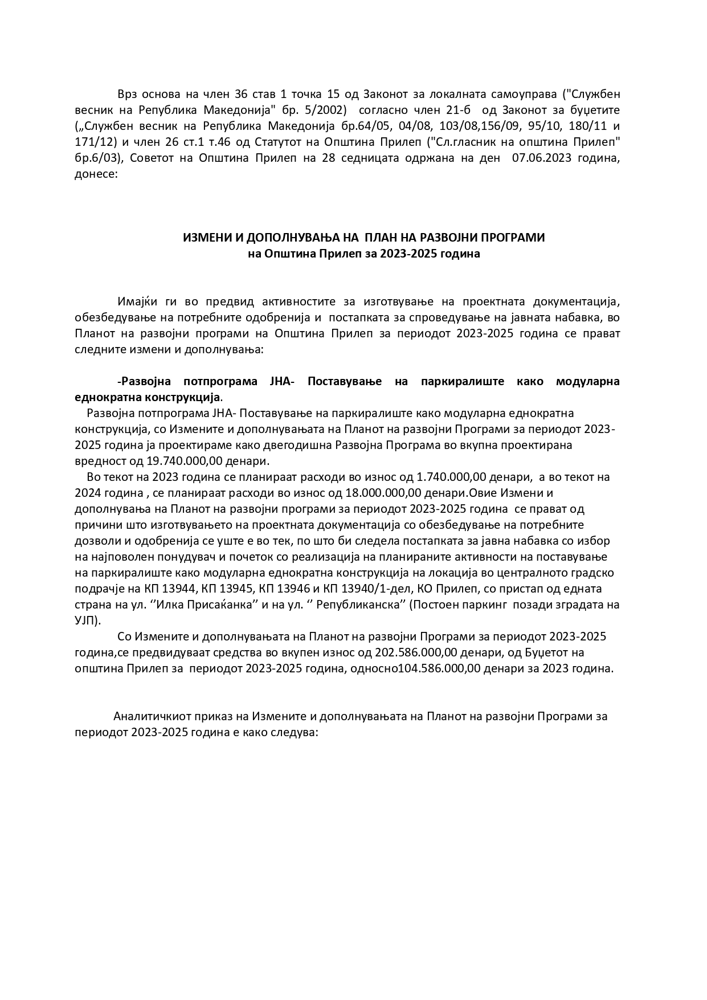 Врз основа на член 36 став 1 точка 15 од Законот за локалната самоуправа ("Службен
весник на Република Македонија" бр. 5/2002)  согласно член 21-б  од Законот за буџетите
(„Службен весник на Република Македонија бр.64/05, 04/08, 103/08,156/09, 95/10, 180/11 и
171/12) и член 26 ст.1 т.46 од Статутот на Општина Прилеп ("Сл.гласник на општина Прилеп"
бр.6/03), Советот на Општина Прилеп на 28 седницата одржана на ден  07.06.2023 година,
донесе:
ИЗМЕНИ И ДОПОЛНУВАЊА НА  ПЛАН НА РАЗВОЈНИ ПРОГРАМИ
на Општина Прилеп за 2023-2025 година
Имајќи ги во предвид активностите за изготвување на проектната документација,
обезбедување на потребните одобренија и  постапката за спроведување на јавната набавка, во
Планот на развојни програми на Општина Прилеп за периодот 2023-2025 година се прават
следните измени и дополнувања:
-Развојна потпрограма ЈНА- Поставување на паркиралиште како модуларна
еднократна конструкција.
Развојна потпрограма ЈНА- Поставување на паркиралиште како модуларна еднократна
конструкција, со Измените и дополнувањата на Планот на развојни Програми за периодот 2023-
2025 година ја проектираме како двегодишна Развојна Програма во вкупна проектирана
вредност од 19.740.000,00 денари.
Во текот на 2023 година се планираат расходи во износ од 1.740.000,00 денари,  а во текот на
2024 година , се планираат расходи во износ од 18.000.000,00 денари.Овие Измени и
дополнувања на Планот на развојни програми за периодот 2023-2025 година  се прават од
причини што изготвувањето на проектната документација со обезбедување на потребните
дозволи и одобренија се уште е во тек, по што би следела постапката за јавна набавка со избор
на најповолен понудувач и почеток со реализација на планираните активности на поставување
на паркиралиште како модуларна еднократна конструкција на локација во централното градско
подрачје на КП 13944, КП 13945, КП 13946 и КП 13940/1-дел, КО Прилеп, со пристап од едната
страна на ул. ‘’Илка Присаќанка’’ и на ул. ‘’ Републиканска’’ (Постоен паркинг  позади зградата на
УЈП).
Со Измените и дополнувањата на Планот на развојни Програми за периодот 2023-2025
година,се предвидуваат средства во вкупен износ од 202.586.000,00 денари, од Буџетот на
општина Прилеп за  периодот 2023-2025 година, односно104.586.000,00 денари за 2023 година.
Аналитичкиот приказ на Измените и дополнувањата на Планот на развојни Програми за
периодот 2023-2025 година е како следува: